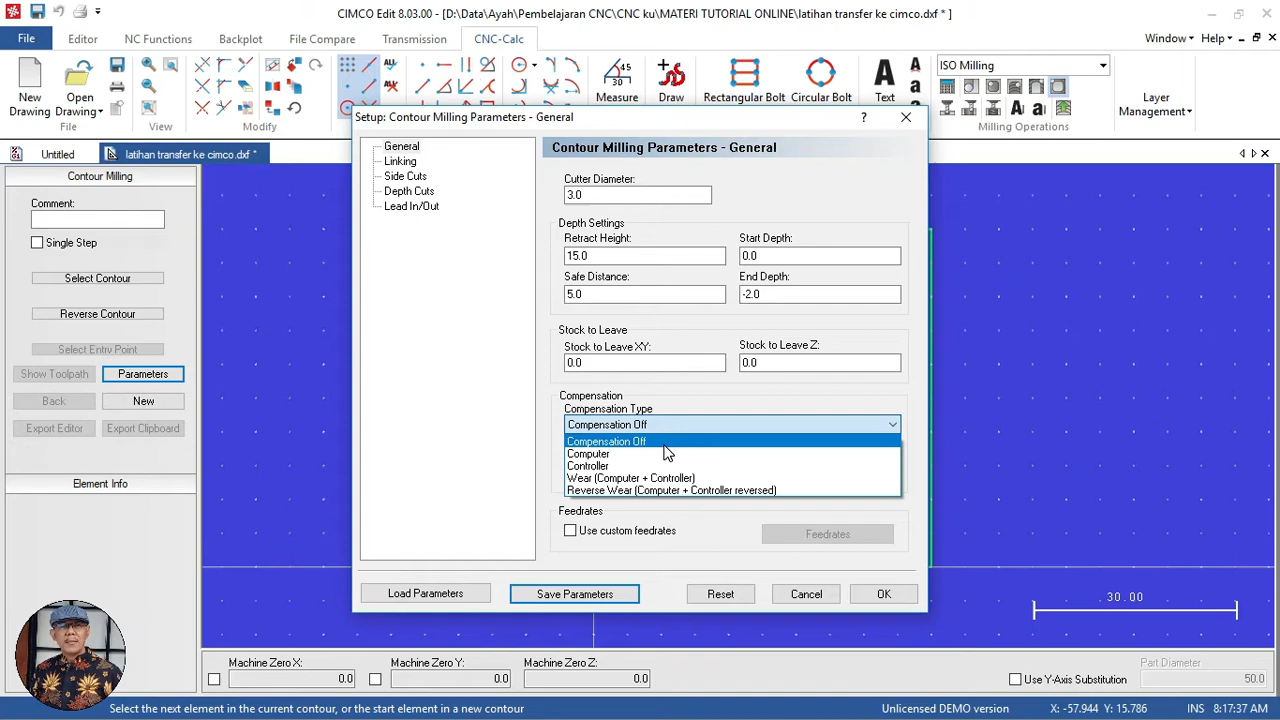 CIMCO Edit 8.03.00 - [D:\Data\Ayah\Pembelajaran CNC\CNC ku\MATERI TUTORIAL ONLINE\latihan transfer ke cimco.dxf * ]
File Editor NC Functions Backplot File Compare Transmission CNC-Calc Window Help
New Drawing
Open Drawing
File
View
Modify
45
30
Measure
Draw
Rectangular Bolt
Circular Bolt
A
Text
ISO Milling
Milling Operations
Layer Management
Untitled
latihan transfer ke cimco.dxf *
Contour Milling
Comment:
Single Step
Select Contour
Reverse Contour
Select Entry Point
Show Toolpath
Parameters
Back
New
Export Editor
Export Clipboard
Element Info
Setup: Contour Milling Parameters - General
?
General
Linking
Side Cuts
Depth Cuts
Lead In/Out
Contour Milling Parameters - General
Cutter Diameter:
3.0
Depth Settings
Retract Height:
15.0
Start Depth:
0.0
Safe Distance:
5.0
End Depth:
-2.0
Stock to Leave
Stock to Leave XY:
0.0
Stock to Leave Z:
0.0
Compensation
Compensation Type
Compensation Off
Compensation Off
Computer
Controller
Wear (Computer + Controller)
Reverse Wear (Computer + Controller reversed)
Feedrates
Use custom feedrates
Feedrates
Load Parameters
Save Parameters
Reset
Cancel
OK
30.00
Machine Zero X:
0.0
Machine Zero Y:
0.0
Machine Zero Z:
0.0
Use Y-Axis Substitution
Part Diameter
50.0
Select the next element in the current contour, or the start element in a new contour
Unlicensed DEMO version
X: -57.944 Y: 15.786
INS
8:17:37 AM